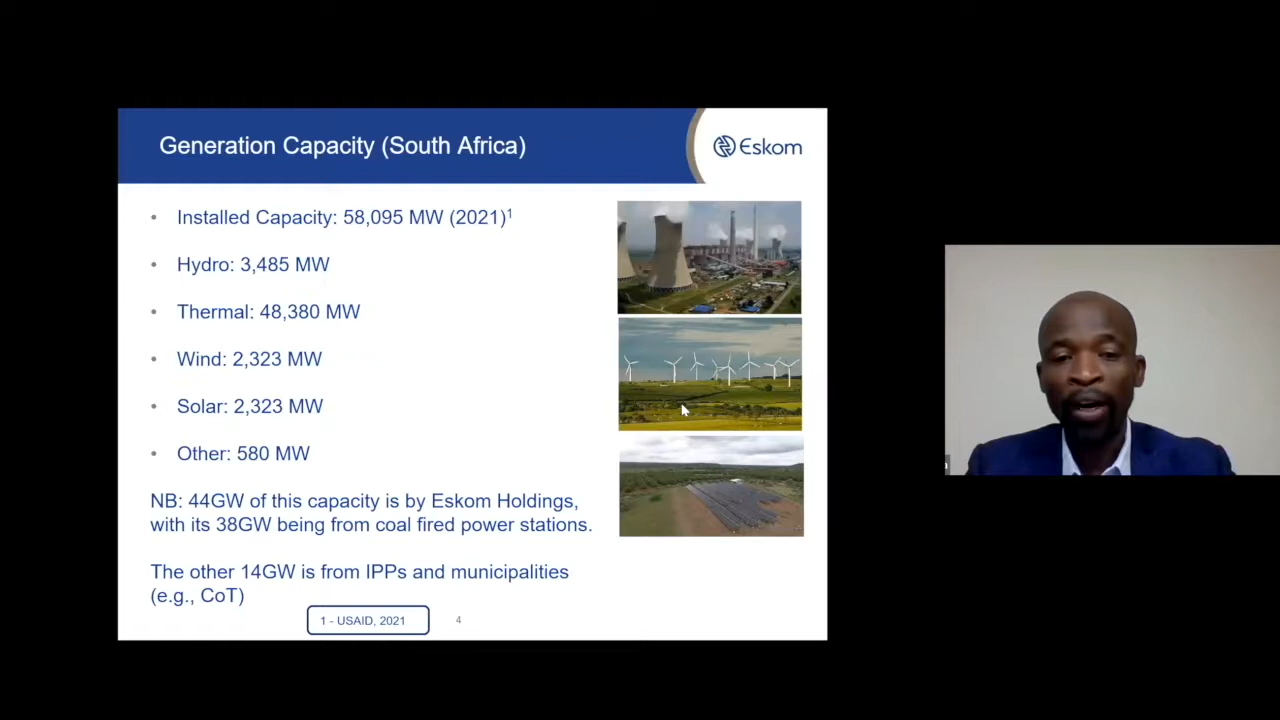 Generation Capacity (South Africa)
Eskom
• Installed Capacity: 58,095 MW (2021)¹
• Hydro: 3,485 MW
• Thermal: 48,380 MW
• Wind: 2,323 MW
• Solar: 2,323 MW
• Other: 580 MW
NB: 44GW of this capacity is by Eskom Holdings,
with its 38GW being from coal fired power stations.
The other 14GW is from IPPs and municipalities
(e.g., CoT)
1 - USAID, 2021
4